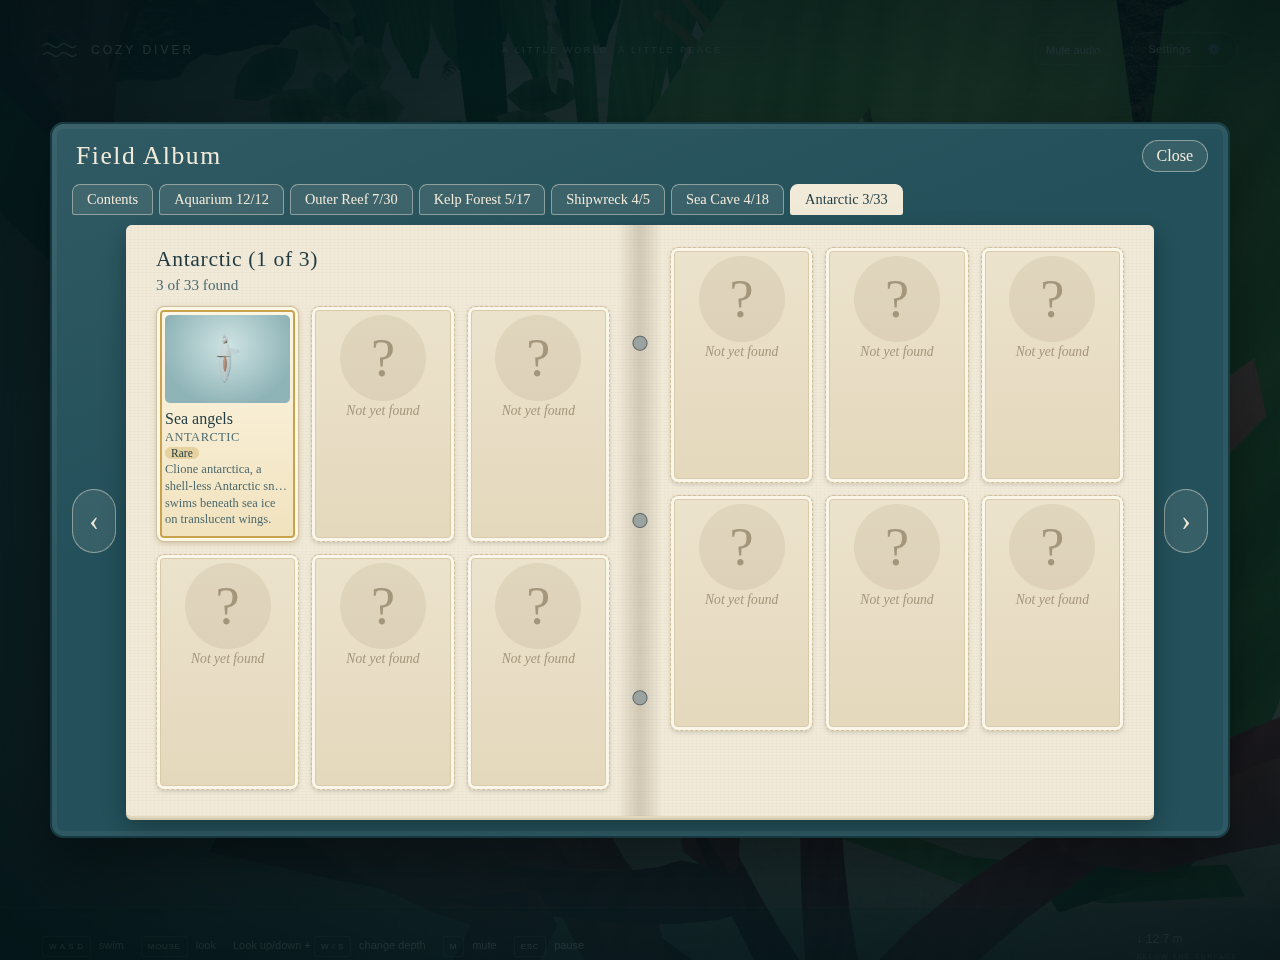 COZY DIVER
A LITTLE WORLD, A LITTLE PEACE
Mute audio
Settings
Field Album
Close
Contents
Aquarium 12/12
Outer Reef 7/30
Kelp Forest 5/17
Shipwreck 4/5
Sea Cave 4/18
Antarctic 3/33
Antarctic (1 of 3)
3 of 33 found
Sea angels
ANTARCTIC
Rare
Clione antarctica, a
shell-less Antarctic sn…
swims beneath sea ice
on translucent wings.
?
Not yet found
?
Not yet found
?
Not yet found
?
Not yet found
?
Not yet found
?
Not yet found
?
Not yet found
?
Not yet found
?
Not yet found
?
Not yet found
?
Not yet found
‹
›
W A S D swim MOUSE look Look up/down + W / S change depth M mute ESC pause
↕ 12.7 m